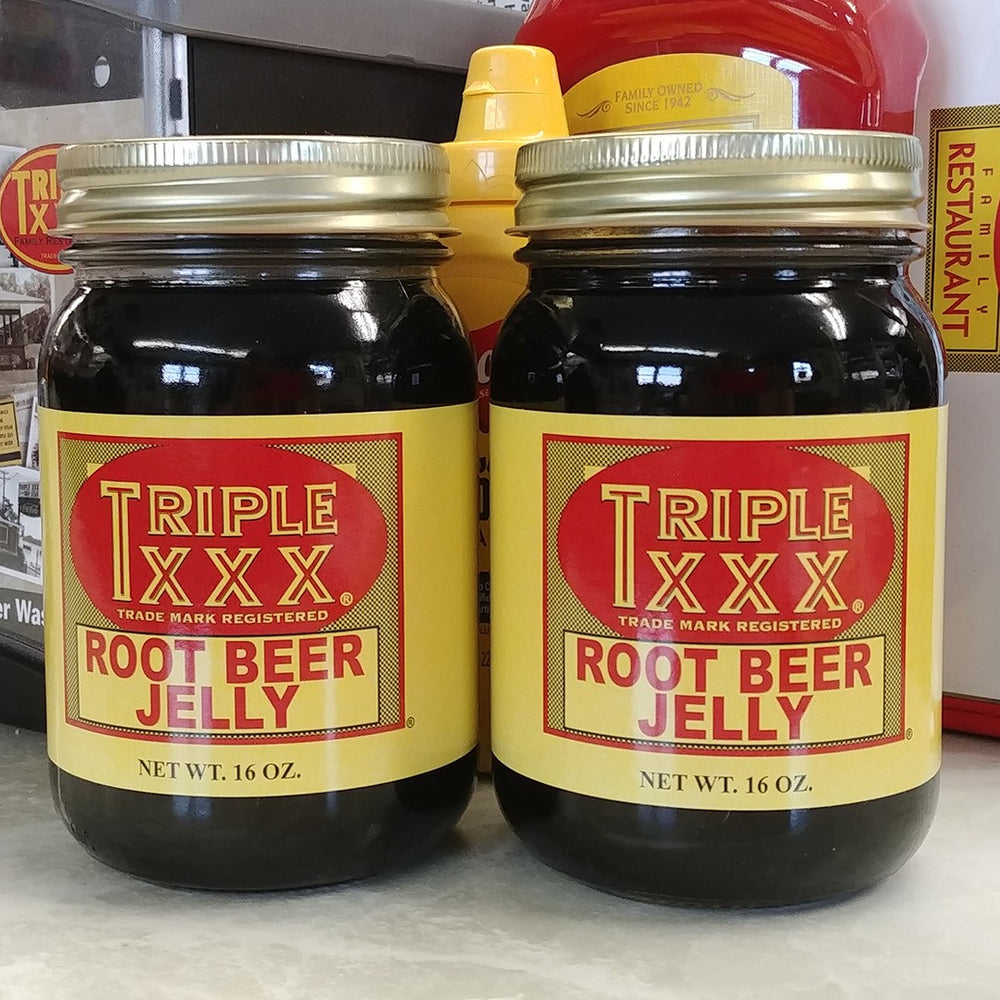 FAMILY OWNED
SINCE 1942
FAMILY
RESTAURANT
TRIPLE
XXX®
TRADE MARK REGISTERED
ROOT BEER
JELLY
®
NET WT. 16 OZ.
TRIPLE
XXX®
TRADE MARK REGISTERED
ROOT BEER
JELLY
®
NET WT. 16 OZ.